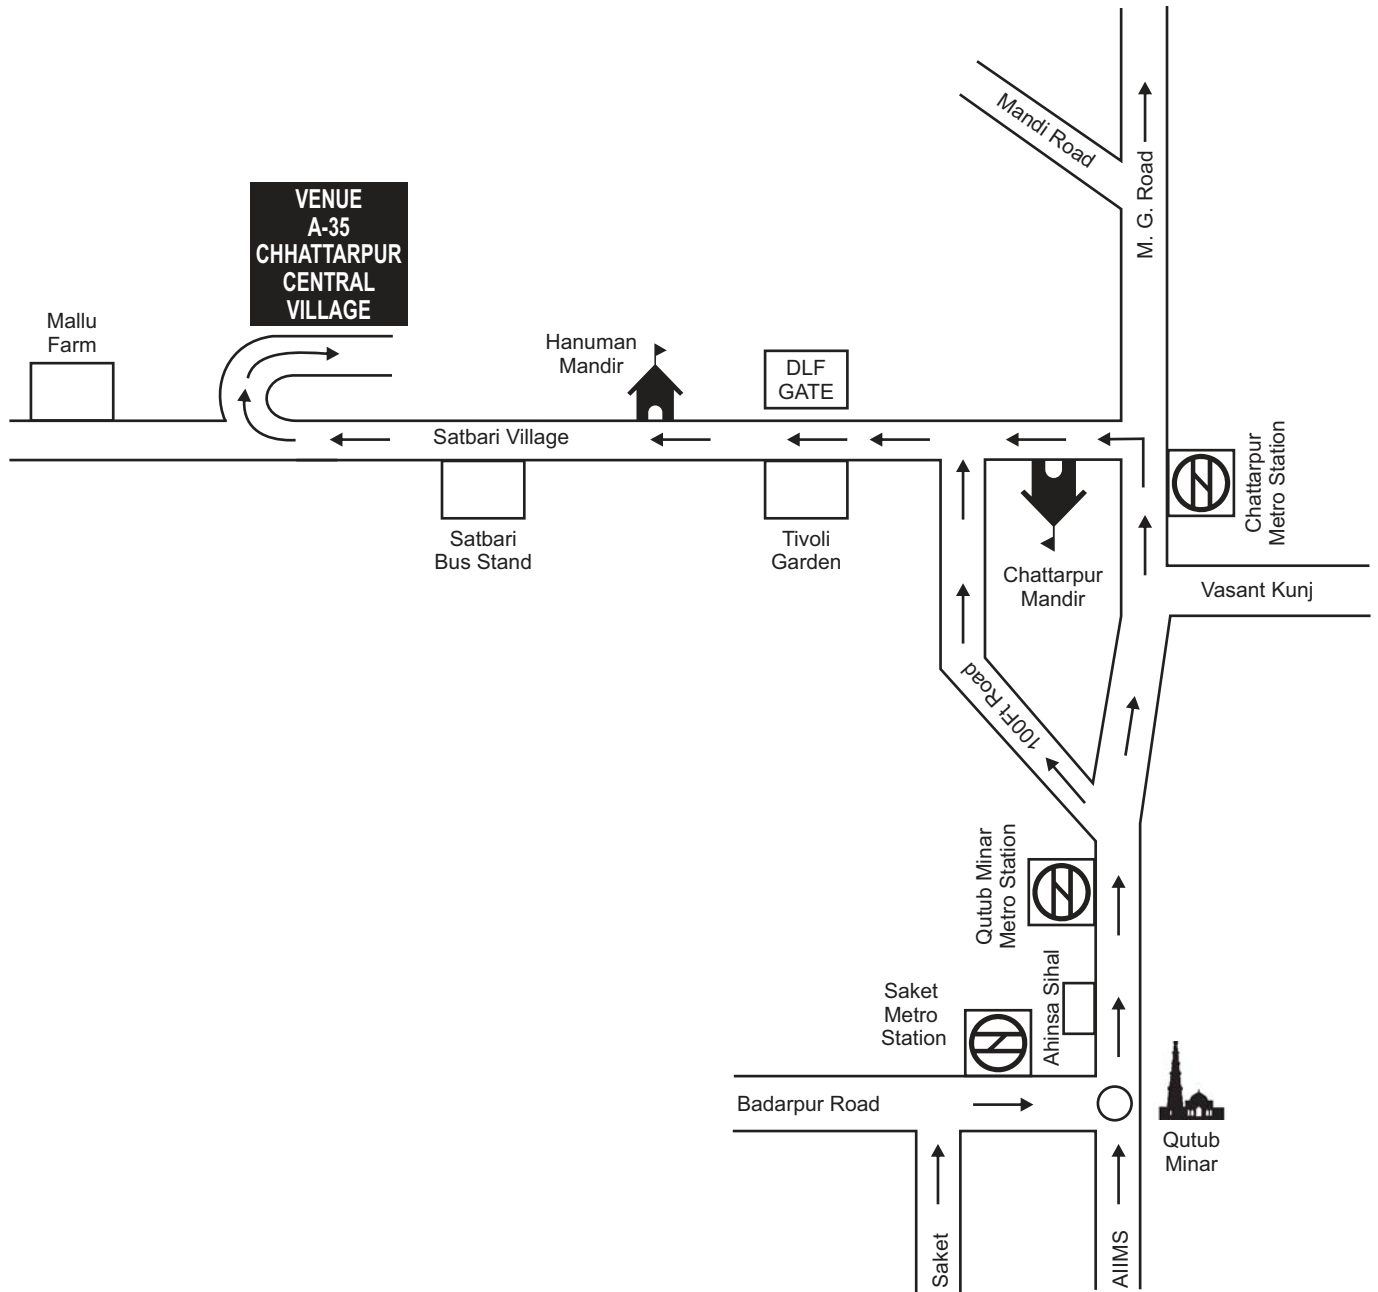 Mandi Road
M. G. Road
VENUE
A-35
CHHATTARPUR
CENTRAL
VILLAGE
Mallu
Farm
Hanuman
Mandir
DLF
GATE
Satbari Village
Chattarpur
Metro Station
Satbari
Bus Stand
Tivoli
Garden
Chattarpur
Mandir
Vasant Kunj
100Ft Road
Qutub Minar
Metro Station
Ahinsa Sihal
Saket
Metro
Station
Badarpur Road
Qutub
Minar
Saket
AIIMS